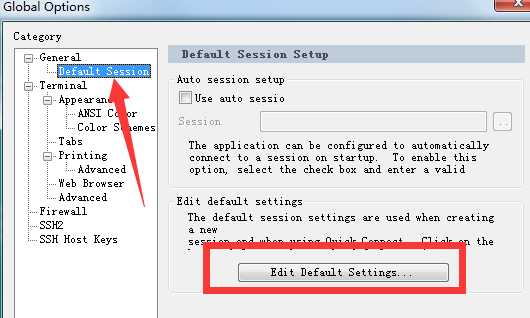 Global Options
Category
General
Default Session
Terminal
Appearance
ANSI Color
Color Schemes
Tabs
Printing
Advanced
Web Browser
Advanced
Firewall
SSH2
SSH Host Keys
Default Session Setup
Auto session setup
Use auto sessio
Session
..
The application can be configured to automatically
connect to a session on startup. To enable this
option, select the check box and enter a valid
Edit default settings
The default session settings are used when creating
a new
session and when using Quick Connect. Click on the
Edit Default Settings...